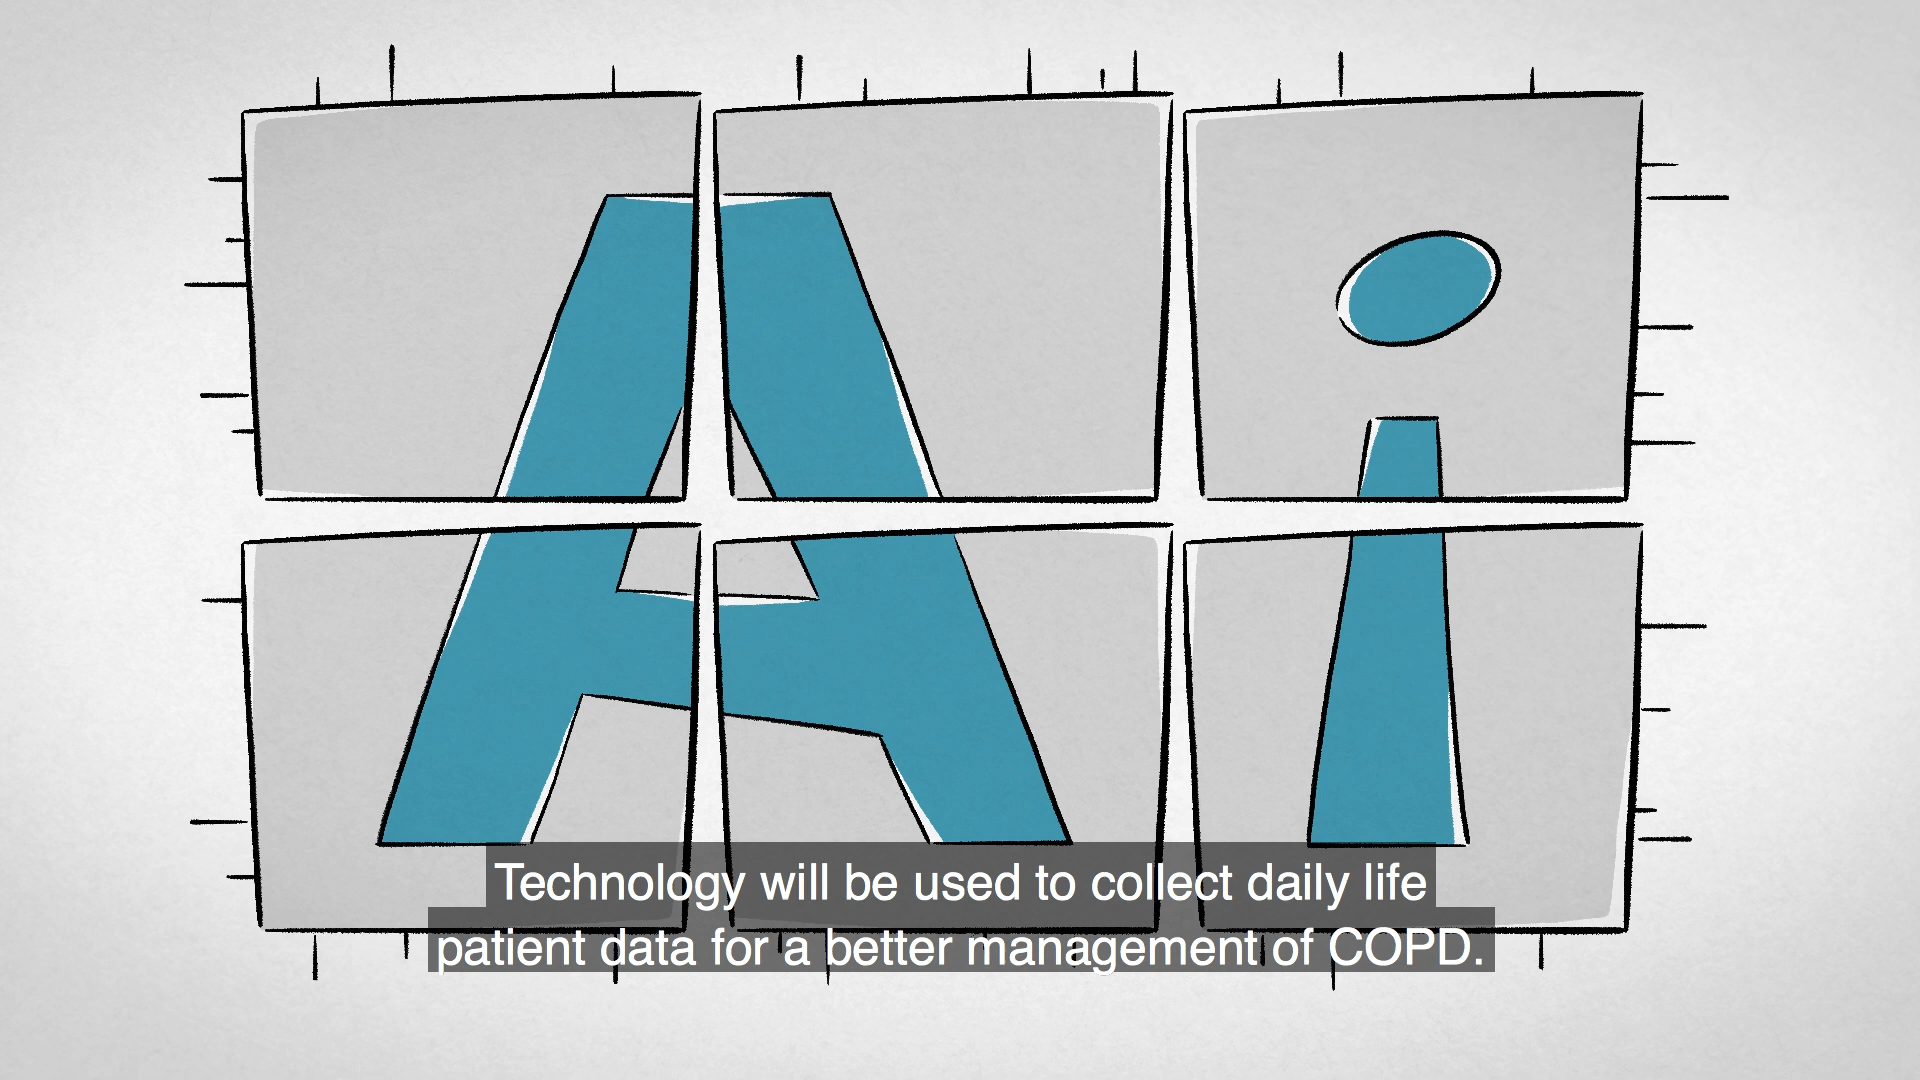 Ai
Technology will be used to collect daily life
patient data for a better management of COPD.